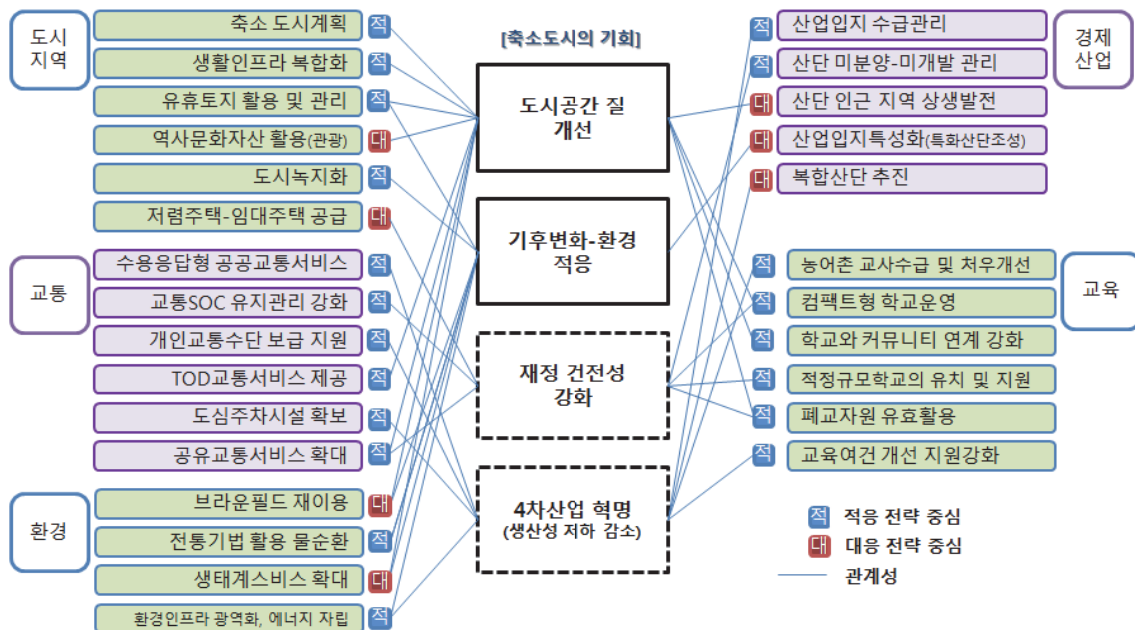 도시
지역
축소 도시계획 적
생활인프라 복합화 적
유휴토지 활용 및 관리 적
역사문화자산 활용(관광) 대
도시녹지화 적
저렴주택-임대주택 공급 대
교통
수용응답형 공공교통서비스 적
교통SOC 유지관리 강화 적
개인교통수단 보급 지원 적
TOD교통서비스 제공 적
도심주차시설 확보 적
공유교통서비스 확대 적
환경
브라운필드 재이용 대
전통기법 활용 물순환 적
생태계스비스 확대 대
환경인프라 광역화, 에너지 자립 적
[축소도시의 기회]
도시공간 질
개선
기후변화-환경
적응
재정 건전성
강화
4차산업 혁명
(생산성 저하 감소)
경제
산업
적 산업입지 수급관리
적 산단 미분양-미개발 관리
대 산단 인근 지역 상생발전
대 산업입지특성화(특화산단조성)
대 복합산단 추진
교육
적 농어촌 교사수급 및 처우개선
적 컴팩트형 학교운영
적 학교와 커뮤니티 연계 강화
적 적정규모학교의 유치 및 지원
적 폐교자원 유효활용
적 교육여건 개선 지원강화
적 적응 전략 중심
대 대응 전략 중심
관계성